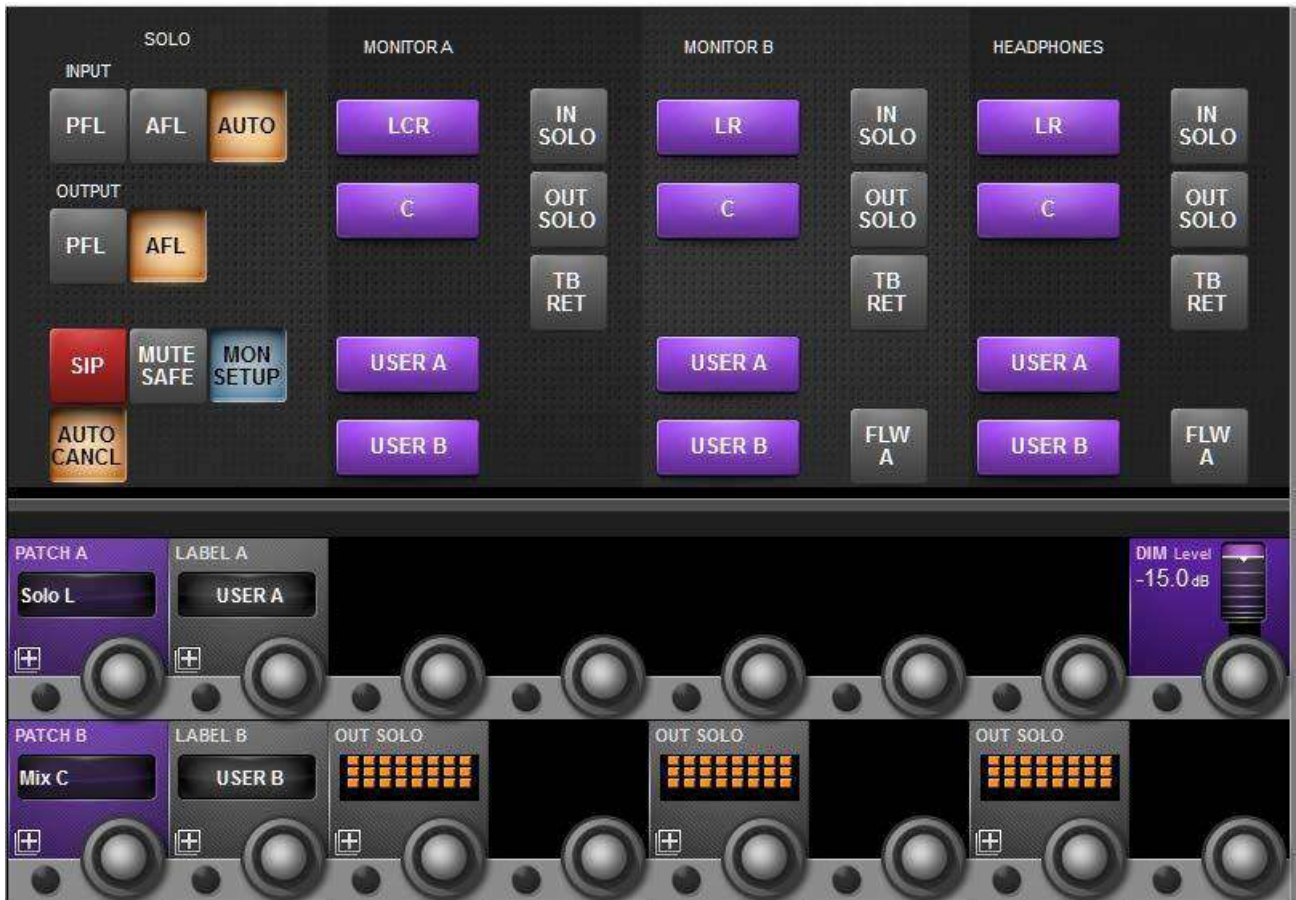 SOLO
MONITOR A
MONITOR B
HEADPHONES
INPUT
PFL
AFL
AUTO
LCR
IN
SOLO
LR
IN
SOLO
LR
IN
SOLO
OUTPUT
PFL
AFL
C
OUT
SOLO
C
OUT
SOLO
C
OUT
SOLO
TB
RET
TB
RET
TB
RET
SIP
MUTE
SAFE
MON
SETUP
USER A
USER A
USER A
AUTO
CANCL
USER B
USER B
FLW
A
USER B
FLW
A
PATCH A
Solo L
LABEL A
USER A
DIM Level
-15.0 dB
PATCH B
Mix C
LABEL B
USER B
OUT SOLO
OUT SOLO
OUT SOLO